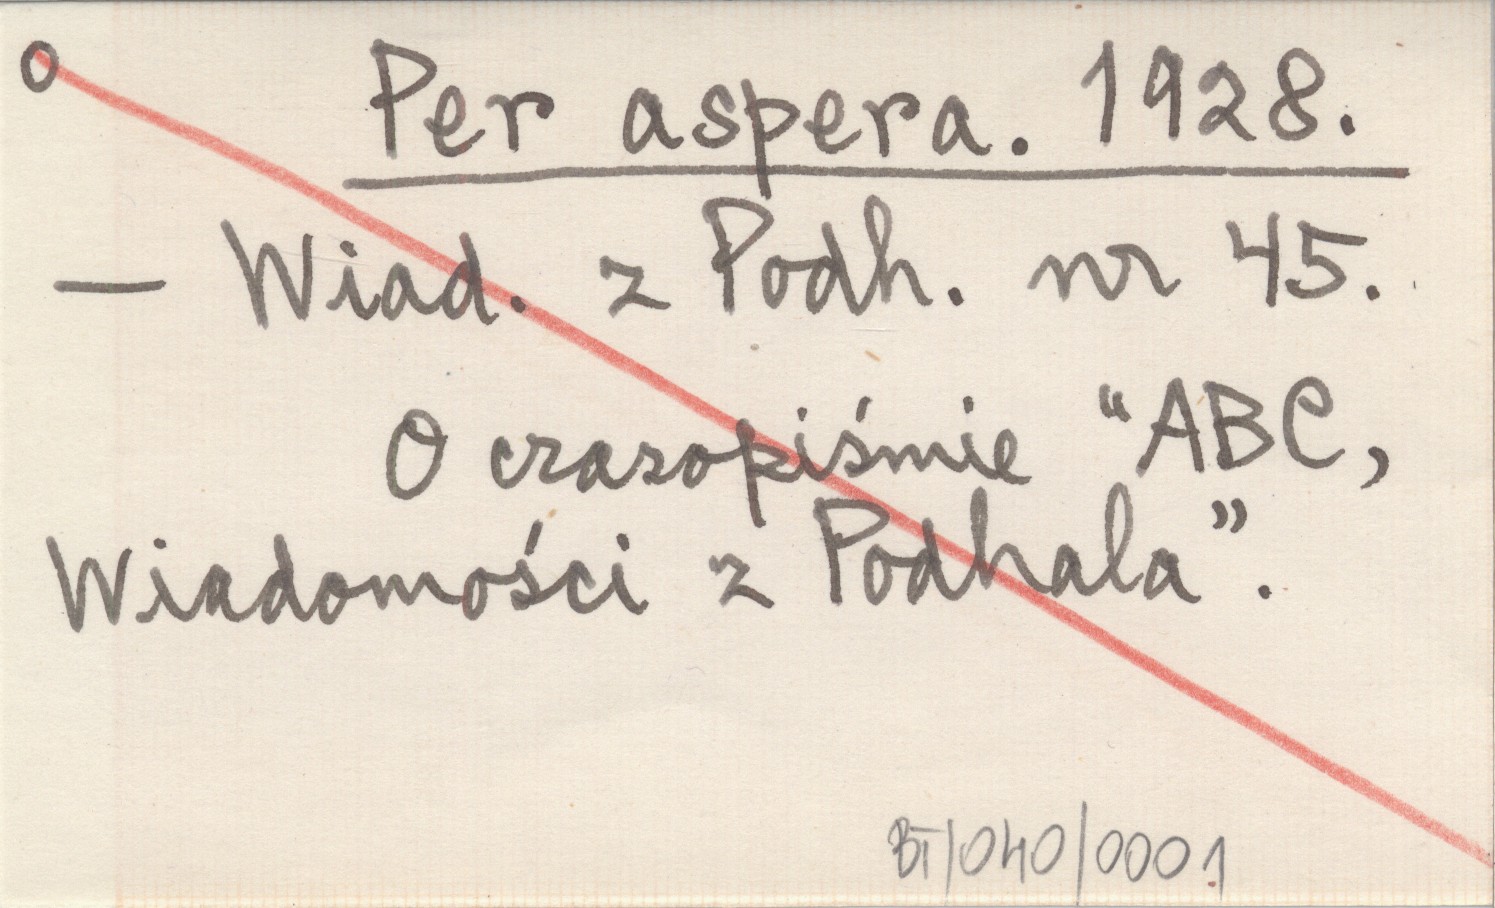 o Per aspera. 1928.
— Wiad. z Podh. nr 45.
O czasopiśmie “ABC,
Wiadomości z Podhala”.
BT/040/0001